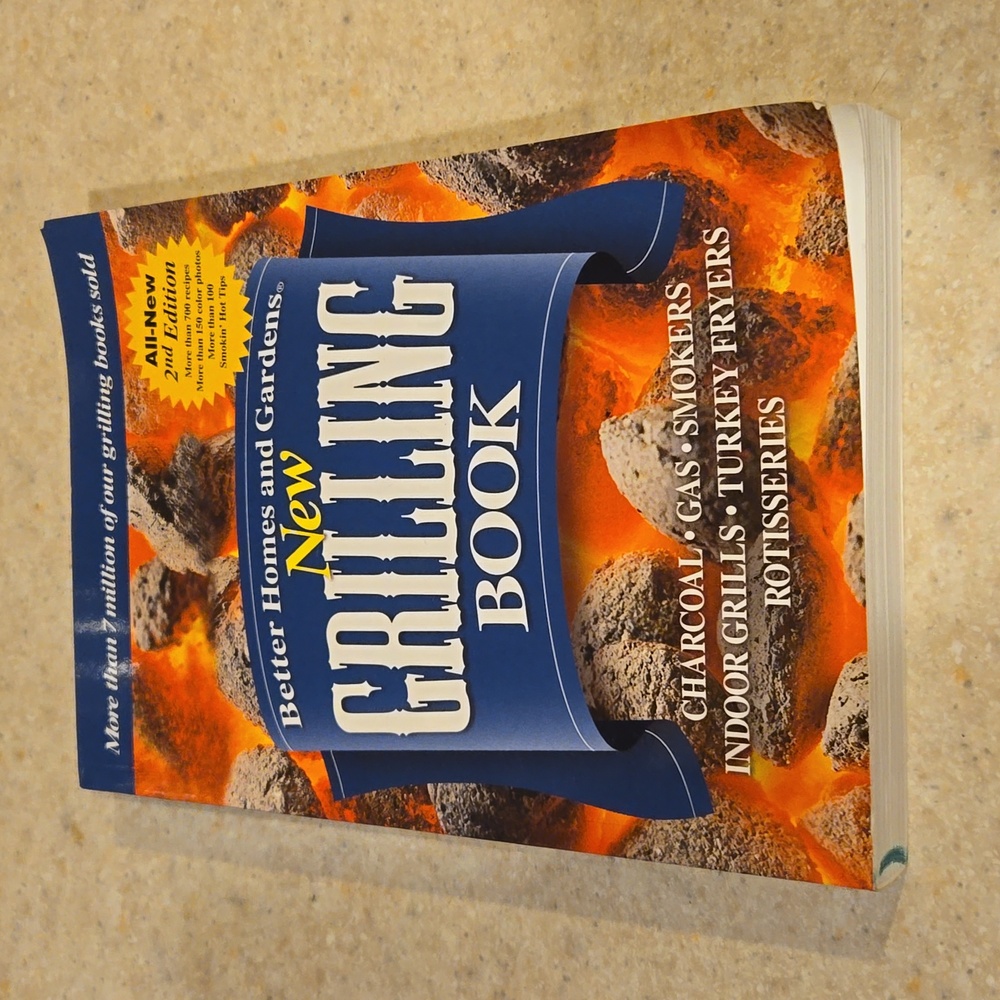 More than 7 million of our grilling books sold
All-New
2nd Edition
More than 700 recipes
More than 150 color photos
More than 100
Smokin' Hot Tips
Better Homes and Gardens®
New
GRILLING
BOOK
CHARCOAL • GAS • SMOKERS
INDOOR GRILLS • TURKEY FRYERS
ROTISSERIES